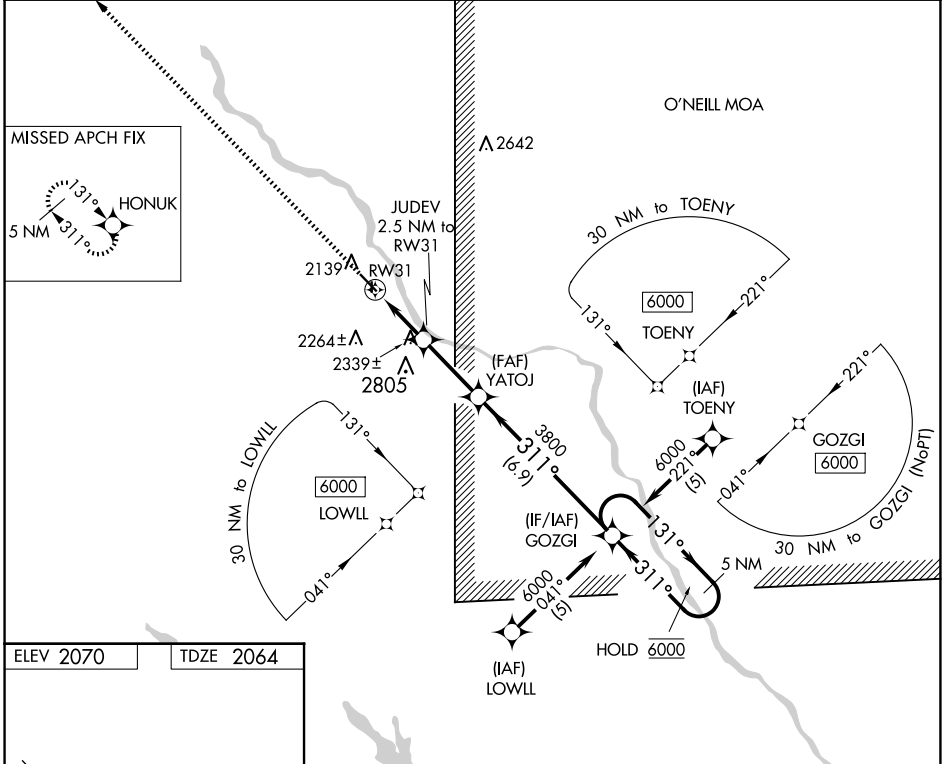 O'NEILL MOA
2642
MISSED APCH FIX
131°
HONUK
311°
5 NM
JUDEV
2.5 NM to
RW31
2139
RW31
2264±
2339±
2805
30 NM to TOENY
131°
6000
221°
TOENY
(FAF)
YATOJ
(IAF)
TOENY
221°
GOZGI
6000
041°
30 NM to GOZGI (NoPT)
3800
311°
(6.9)
6000
221°
(5)
30 NM to LOWLL
131°
6000
LOWLL
041°
(IF/IAF)
GOZGI
131°
311°
5 NM
6000
041°
(5)
HOLD 6000
(IAF)
LOWLL
ELEV 2070
TDZE 2064